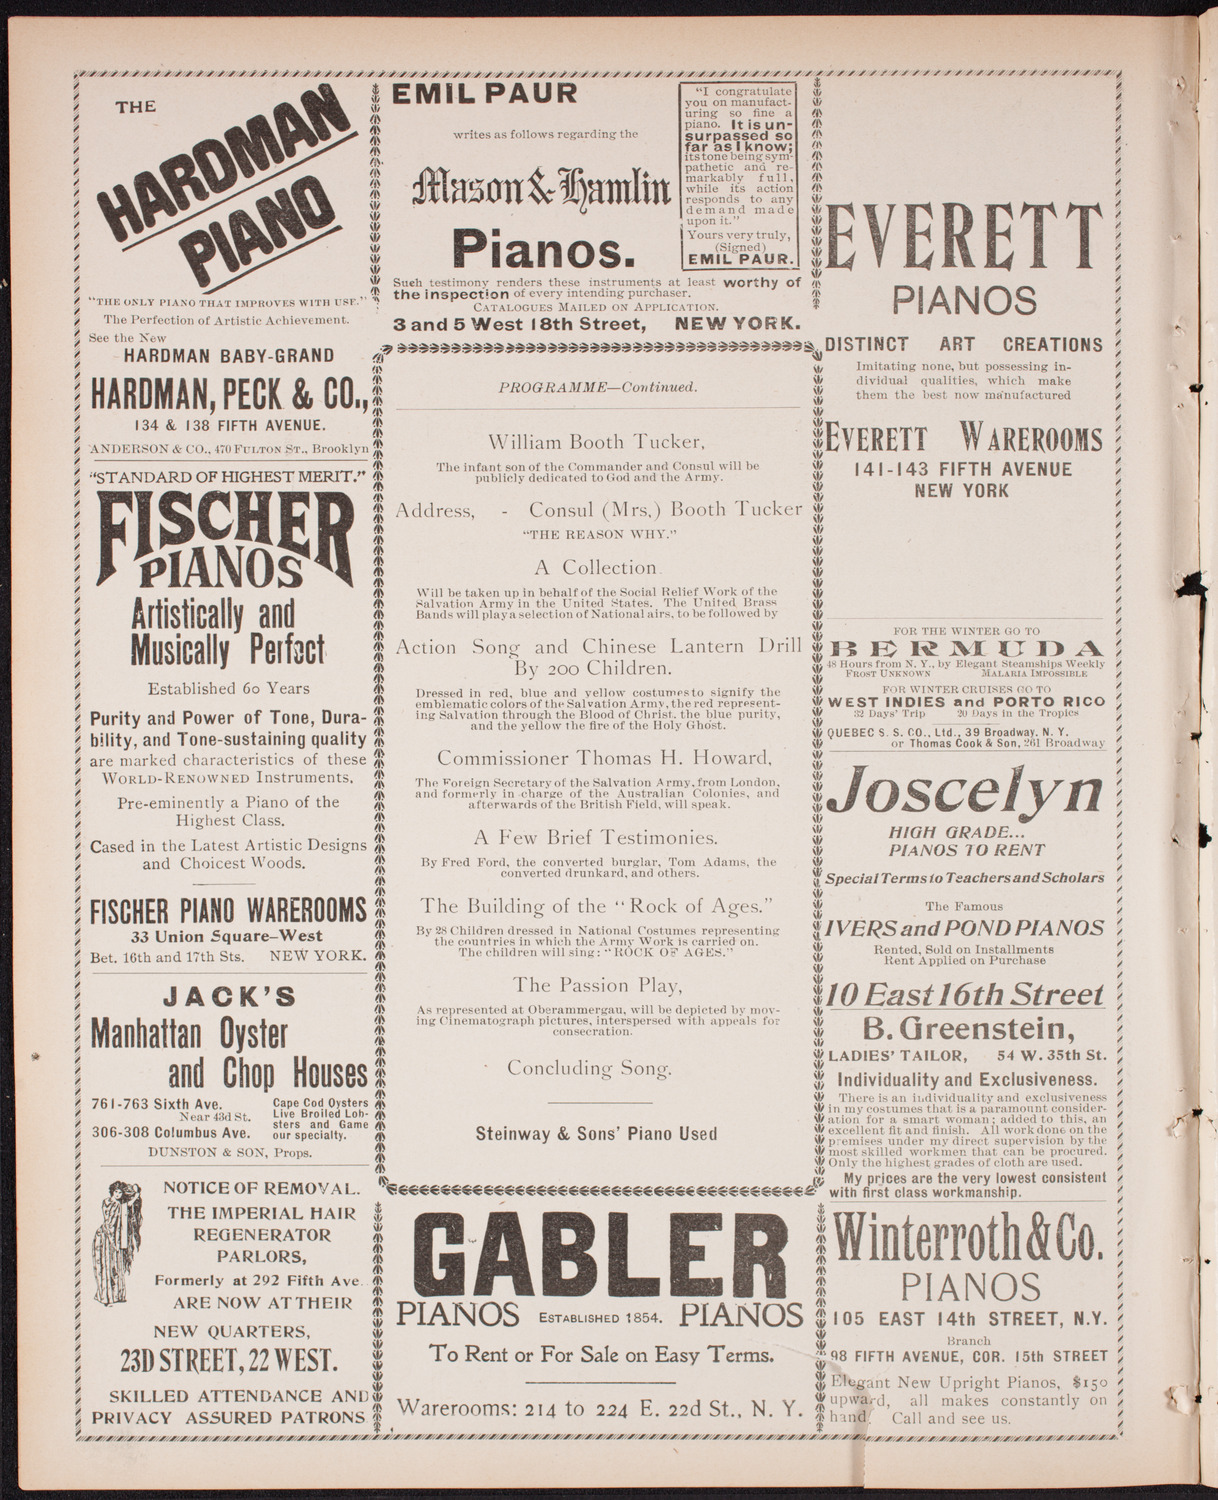 THE
HARDMAN
PIANO
"THE ONLY PIANO THAT IMPROVES WITH USE."
The Perfection of Artistic Achievement.
See the New
HARDMAN BABY-GRAND
HARDMAN, PECK & CO.,
134 & 138 FIFTH AVENUE.
ANDERSON & CO., 470 FULTON ST., Brooklyn
"STANDARD OF HIGHEST MERIT."
FISCHER
PIANOS
Artistically and
Musically Perfect
Established 60 Years
Purity and Power of Tone, Dura-
bility, and Tone-sustaining quality
are marked characteristics of these
WORLD-RENOWNED Instruments.
Pre-eminently a Piano of the
Highest Class.
Cased in the Latest Artistic Designs
and Choicest Woods.
FISCHER PIANO WAREROOMS
33 Union Square-West
Bet. 16th and 17th Sts. NEW YORK.
JACK'S
Manhattan Oyster
and Chop Houses
761-763 Sixth Ave.
Near 43d St.
306-308 Columbus Ave.
Cape Cod Oysters
Live Broiled Lob-
sters and Game
our specialty.
DUNSTON & SON, Props.
NOTICE OF REMOVAL.
THE IMPERIAL HAIR
REGENERATOR
PARLORS,
Formerly at 292 Fifth Ave.
ARE NOW AT THEIR
NEW QUARTERS,
23D STREET, 22 WEST.
SKILLED ATTENDANCE AND
PRIVACY ASSURED PATRONS
EMIL PAUR
writes as follows regarding the
Mason & Hamlin
Pianos.
"I congratulate
you on manufact-
uring so fine a
piano. It is un-
surpassed so
far as I know;
its tone being sym-
pathetic and re-
markably full,
while its action
responds to any
demand made
upon it."
Yours very truly,
(Signed)
EMIL PAUR.
Such testimony renders these instruments at least worthy of
the inspection of every intending purchaser.
CATALOGUES MAILED ON APPLICATION.
3 and 5 West 18th Street, NEW YORK.
PROGRAMME—Continued.
William Booth Tucker,
The infant son of the Commander and Consul will be
publicly dedicated to God and the Army.
Address, - Consul (Mrs.) Booth Tucker
"THE REASON WHY."
A Collection
Will be taken up in behalf of the Social Relief Work of the
Salvation Army in the United States. The United Brass
Bands will play a selection of National airs, to be followed by
Action Song and Chinese Lantern Drill
By 200 Children.
Dressed in red, blue and yellow costumes to signify the
emblematic colors of the Salvation Army, the red represent-
ing Salvation through the Blood of Christ, the blue purity,
and the yellow the fire of the Holy Ghost.
Commissioner Thomas H. Howard,
The Foreign Secretary of the Salvation Army, from London,
and formerly in charge of the Australian Colonies, and
afterwards of the British Field, will speak.
A Few Brief Testimonies.
By Fred Ford, the converted burglar, Tom Adams, the
converted drunkard, and others.
The Building of the "Rock of Ages."
By 28 Children dressed in National Costumes representing
the countries in which the Army Work is carried on.
The children will sing: "ROCK OF AGES."
The Passion Play,
As represented at Oberammergau, will be depicted by mov-
ing Cinematograph pictures, interspersed with appeals for
consecration.
Concluding Song.
Steinway & Sons' Piano Used
GABLER
PIANOS ESTABLISHED 1854. PIANOS
To Rent or For Sale on Easy Terms.
Warerooms: 214 to 224 E. 22d St., N. Y.
EVERETT
PIANOS
DISTINCT ART CREATIONS
Imitating none, but possessing in-
dividual qualities, which make
them the best now manufactured
EVERETT WAREROOMS
141-143 FIFTH AVENUE
NEW YORK
FOR THE WINTER GO TO
BERMUDA
48 Hours from N. Y., by Elegant Steamships Weekly
FROST UNKNOWN MALARIA IMPOSSIBLE
FOR WINTER CRUISES GO TO
WEST INDIES and PORTO RICO
32 Days' Trip 20 Days in the Tropics
QUEBEC S. S. CO., Ltd., 39 Broadway. N. Y.
or Thomas Cook & Son, 261 Broadway
Joscelyn
HIGH GRADE...
PIANOS TO RENT
Special Terms to Teachers and Scholars
The Famous
IVERS and POND PIANOS
Rented, Sold on Installments
Rent Applied on Purchase
10 East 16th Street
B. Greenstein,
LADIES' TAILOR, 54 W. 35th St.
Individuality and Exclusiveness.
There is an individuality and exclusiveness
in my costumes that is a paramount consider-
ation for a smart woman; added to this, an
excellent fit and finish. All work done on the
premises under my direct supervision by the
most skilled workmen that can be procured.
Only the highest grades of cloth are used.
My prices are the very lowest consistent
with first class workmanship.
Winterroth & Co.
PIANOS
105 EAST 14th STREET, N.Y.
Branch
98 FIFTH AVENUE, COR. 15th STREET
Elegant New Upright Pianos, $150
upward, all makes constantly on
hand. Call and see us.